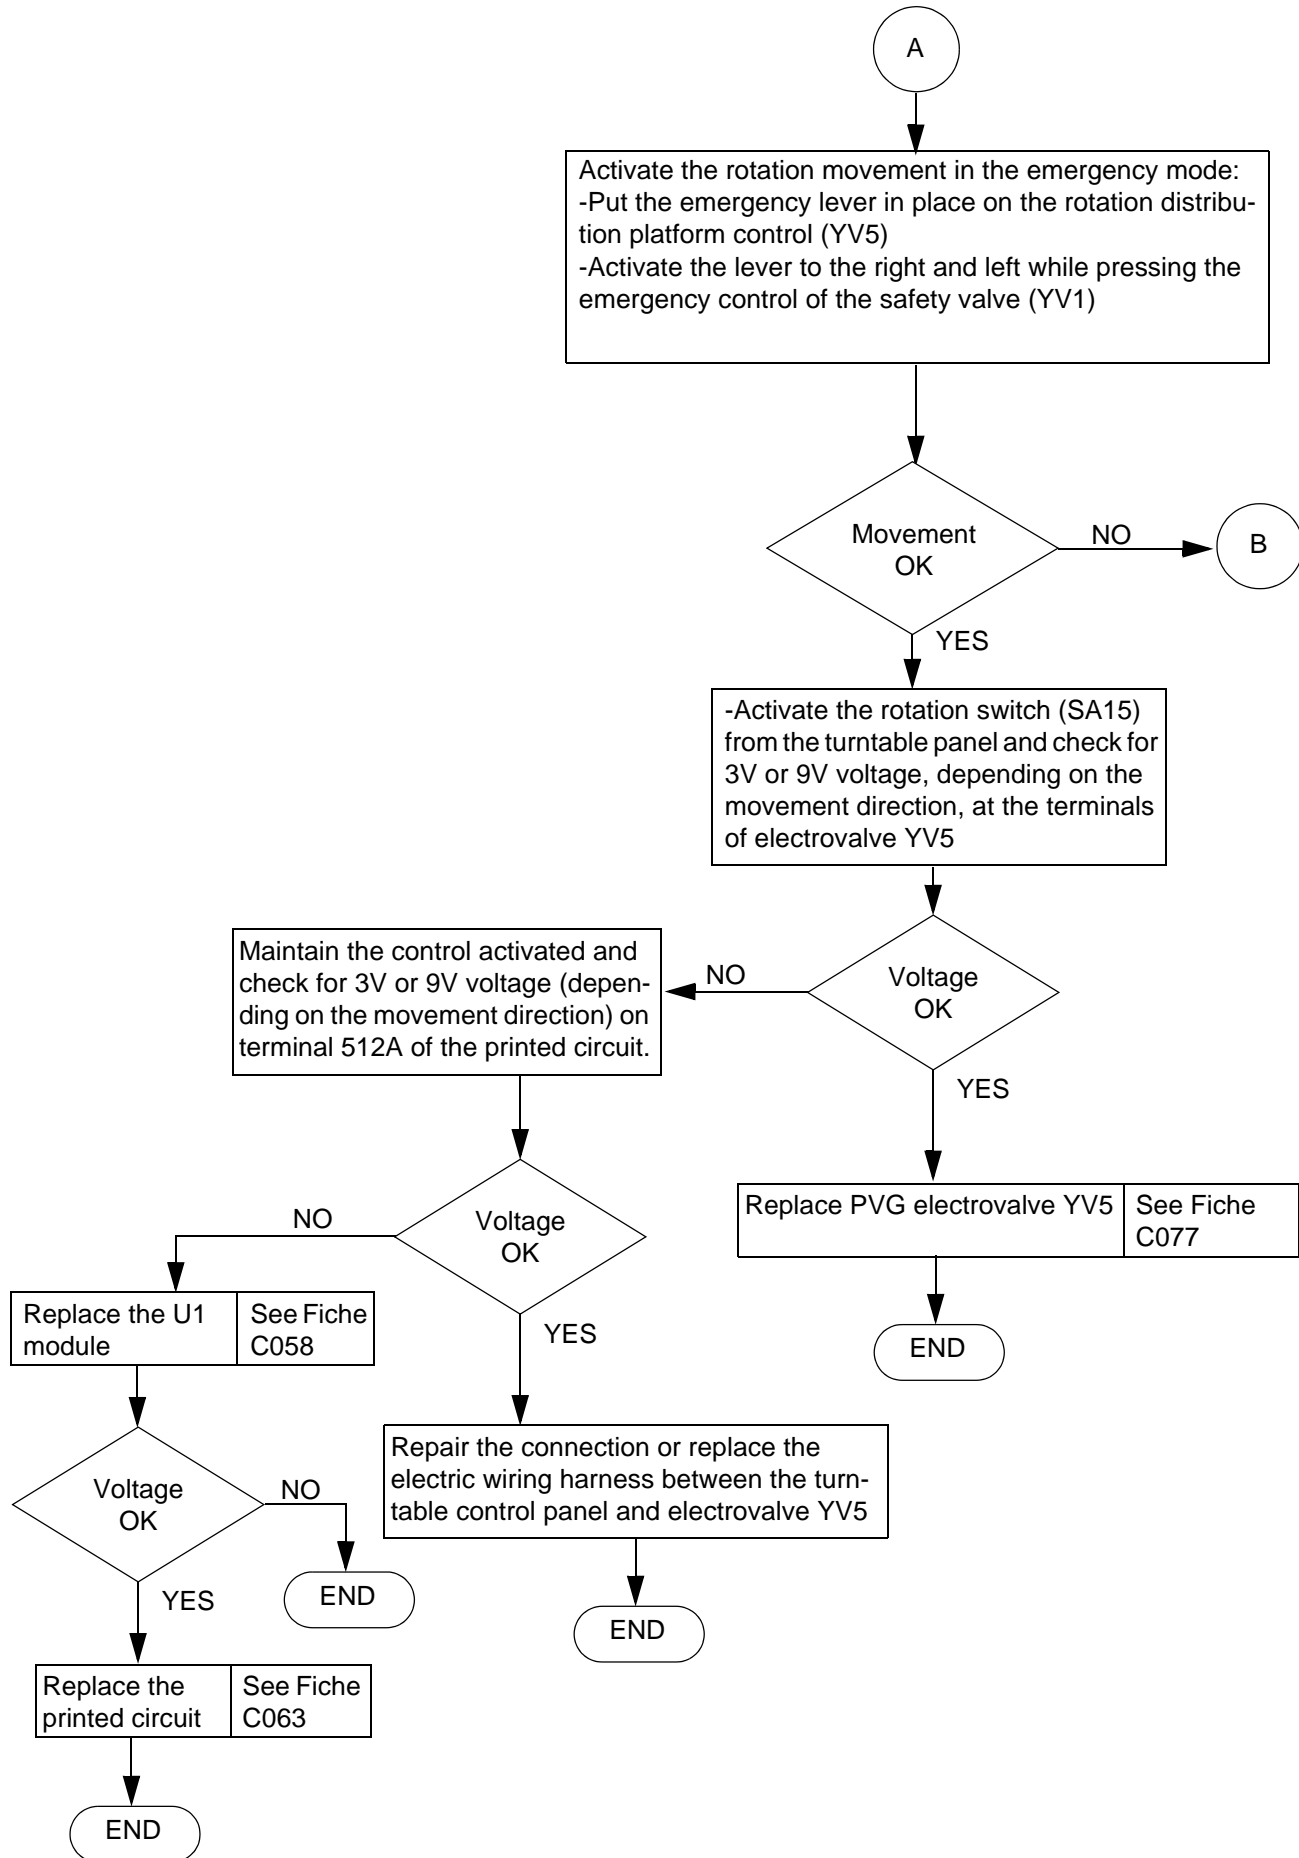 A
Activate the rotation movement in the emergency mode:
-Put the emergency lever in place on the rotation distribu-
tion platform control (YV5)
-Activate the lever to the right and left while pressing the
emergency control of the safety valve (YV1)
Movement
OK
NO
B
YES
-Activate the rotation switch (SA15)
from the turntable panel and check for
3V or 9V voltage, depending on the
movement direction, at the terminals
of electrovalve YV5
Voltage
OK
NO
Maintain the control activated and
check for 3V or 9V voltage (depen-
ding on the movement direction) on
terminal 512A of the printed circuit.
YES
Replace PVG electrovalve YV5
See Fiche
C077
END
Voltage
OK
NO
Replace the U1
module
See Fiche
C058
YES
Repair the connection or replace the
electric wiring harness between the turn-
table control panel and electrovalve YV5
END
Voltage
OK
NO
END
YES
Replace the
printed circuit
See Fiche
C063
END